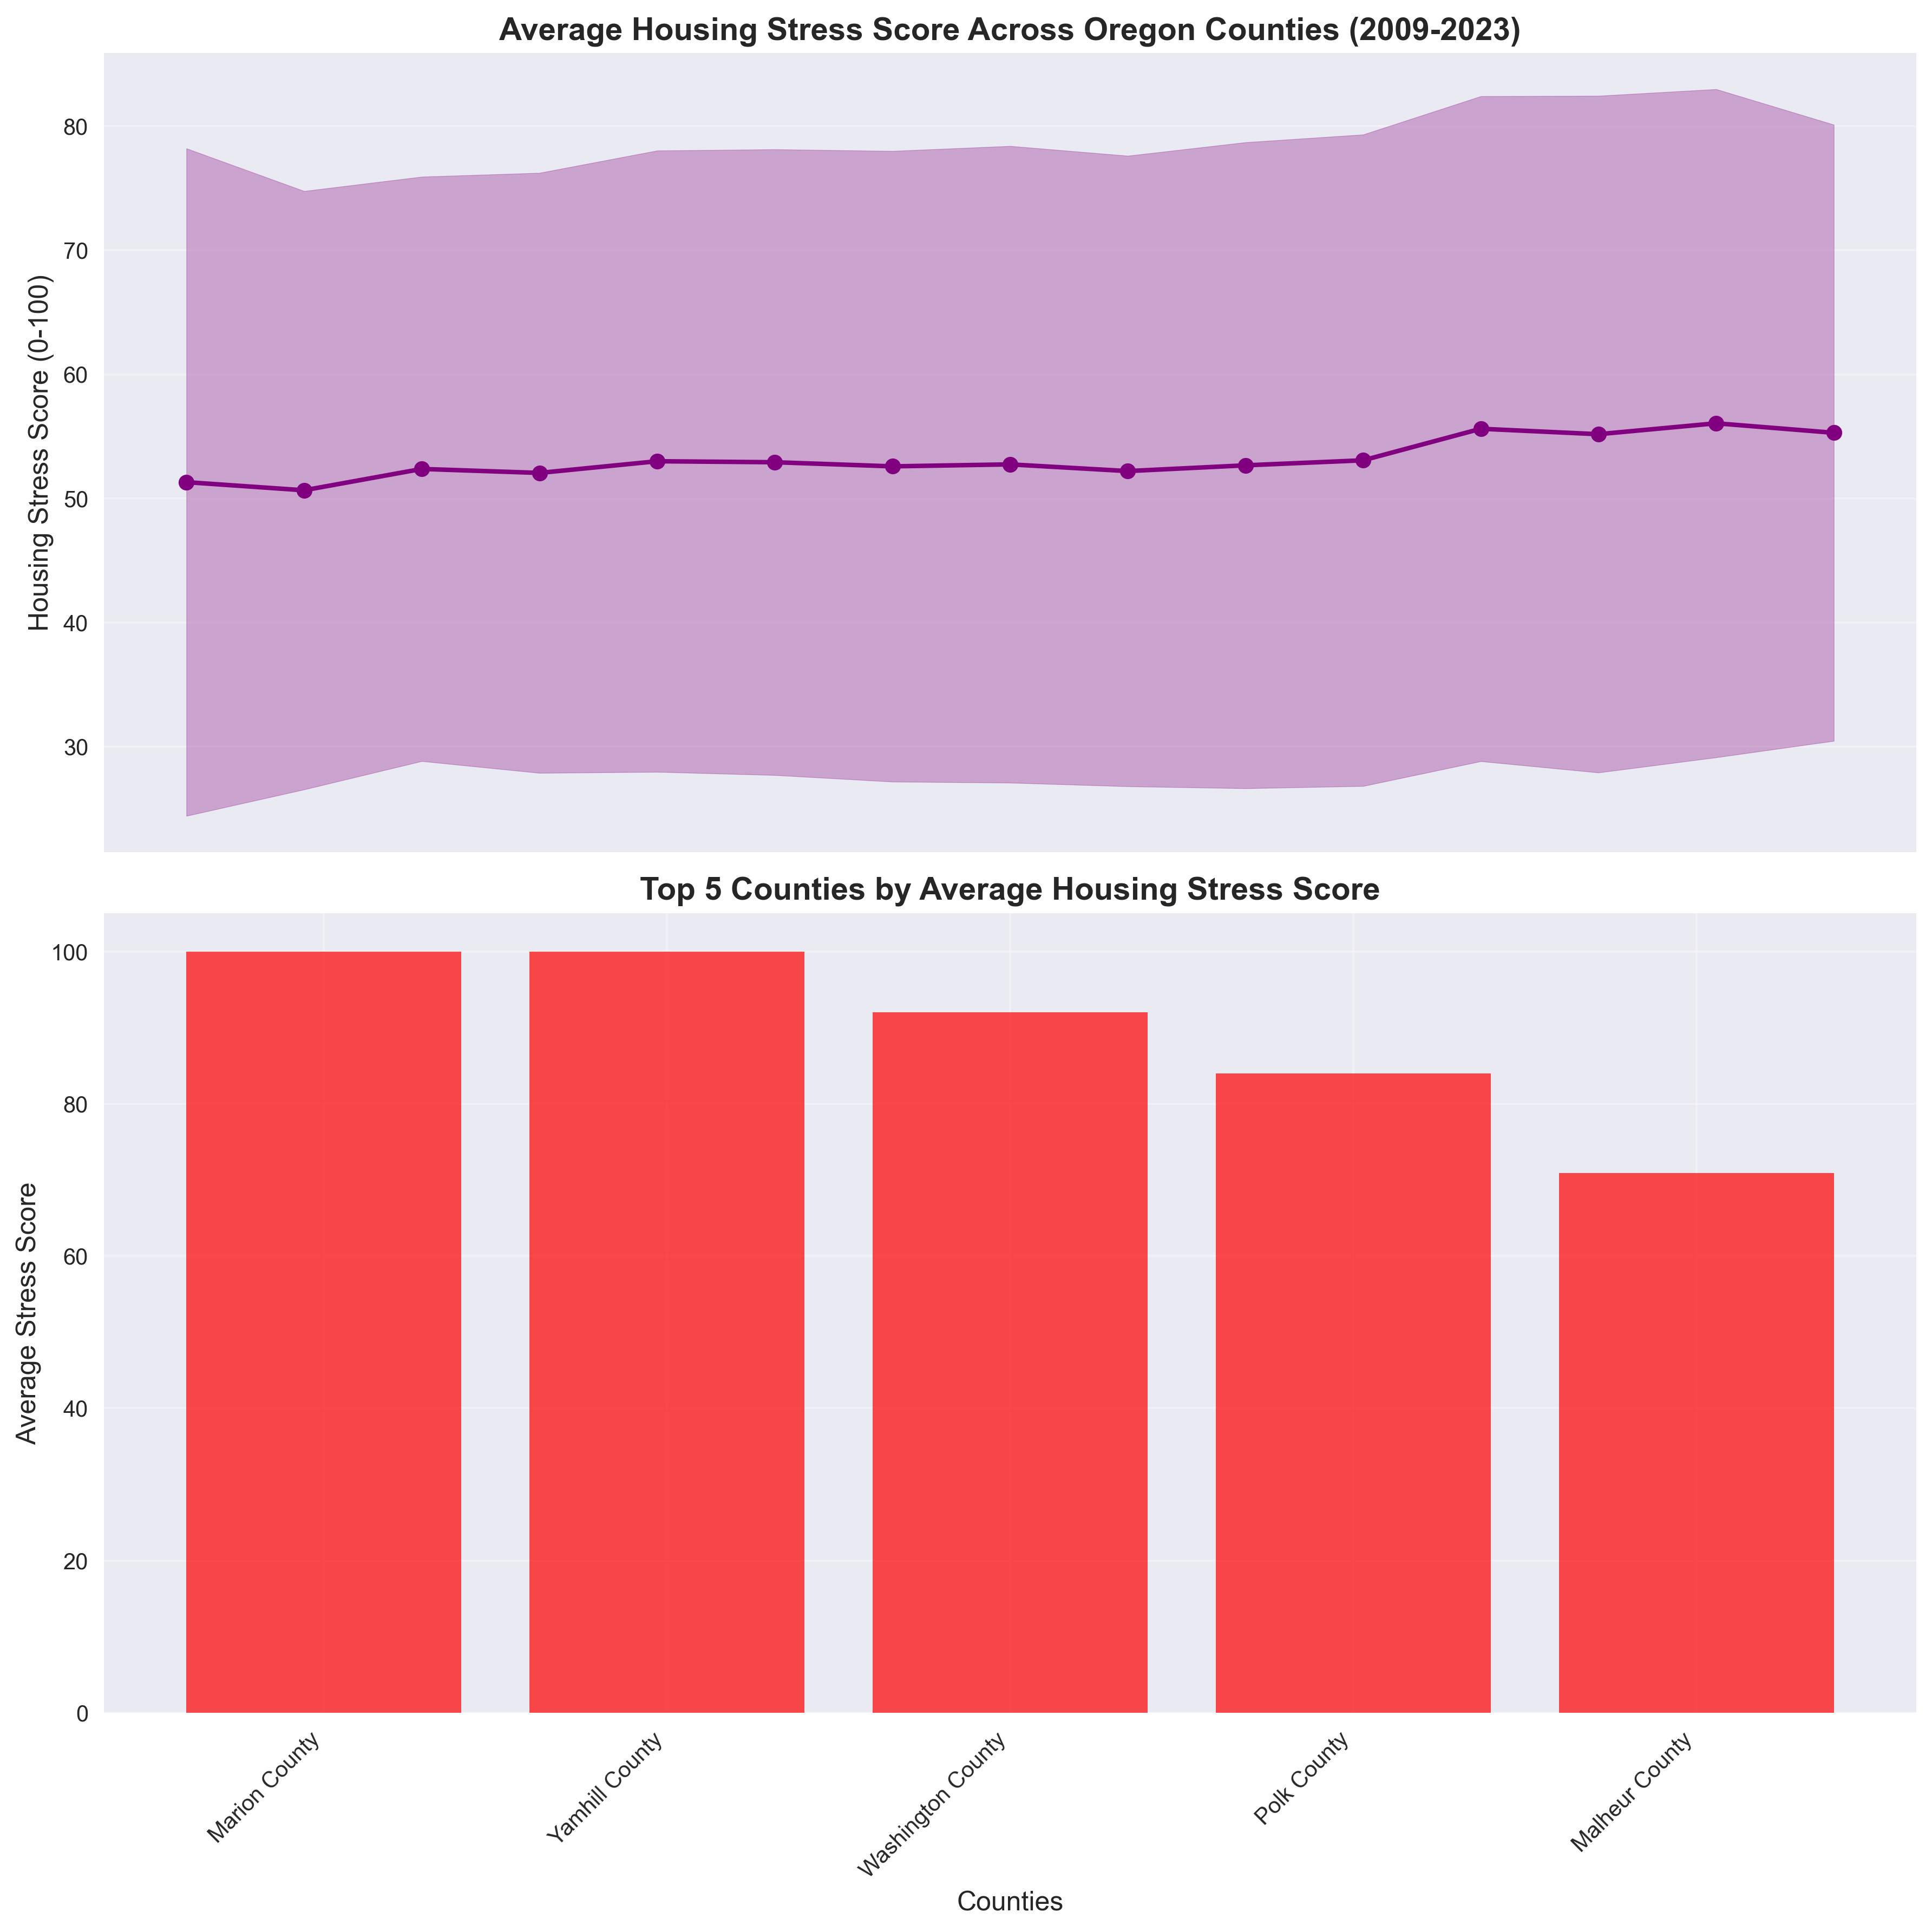 Average Housing Stress Score Across Oregon Counties (2009-2023)
Housing Stress Score (0-100)
80
70
60
50
40
30
Top 5 Counties by Average Housing Stress Score
Average Stress Score
100
80
60
40
20
0
Marion County
Yamhill County
Washington County
Polk County
Malheur County
Counties